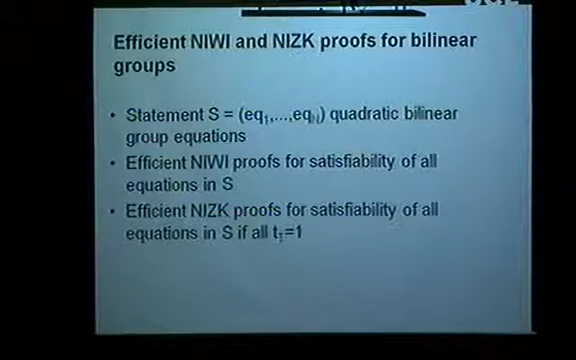 Efficient NIWI and NIZK proofs for bilinear
groups
• Statement S = (eq1,...,eqN) quadratic bilinear
group equations
• Efficient NIWI proofs for satisfiability of all
equations in S
• Efficient NIZK proofs for satisfiability of all
equations in S if all t1=1